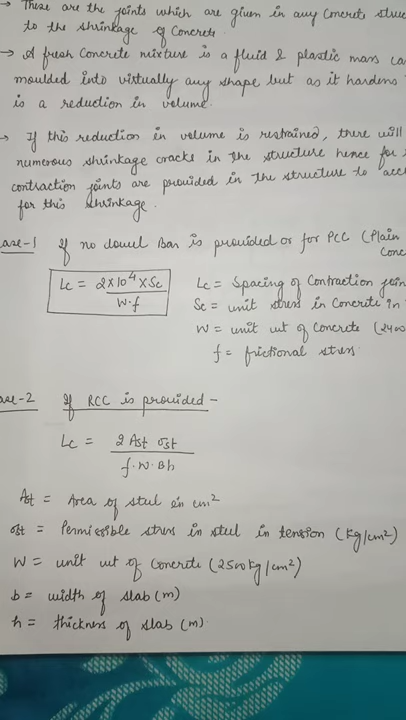 → These are the joints which are given in any concrete struc
to the shrinkage of Concrete.
→ A fresh Concrete mixture is a fluid & plastic mass ca
moulded into virtually any shape but as it hardens
is a reduction in volume.
→ If this reduction in volume is restrained, there will
numerous shrinkage cracks in the structure hence for
contraction joints are provided in the structure to acc
for this shrinkage.
ase-1 If no dowel Bar is provided or for PCC (Plain
Conc
Lc = 2×10⁴×Sc / W.f
Lc = Spacing of Contraction join
Sc = unit stress in Concrete in
W = unit wt of Concrete (2400
f = frictional stress.
ase-2 If RCC is provided -
Lc = 2 Ast σst / f.W.Bh
Ast = Area of steel in cm²
σst = Permissible stress in steel in tension (kg/cm²)
W = unit wt of Concrete (2500kg/cm²)
b = width of slab (m)
h = thickness of slab (m).